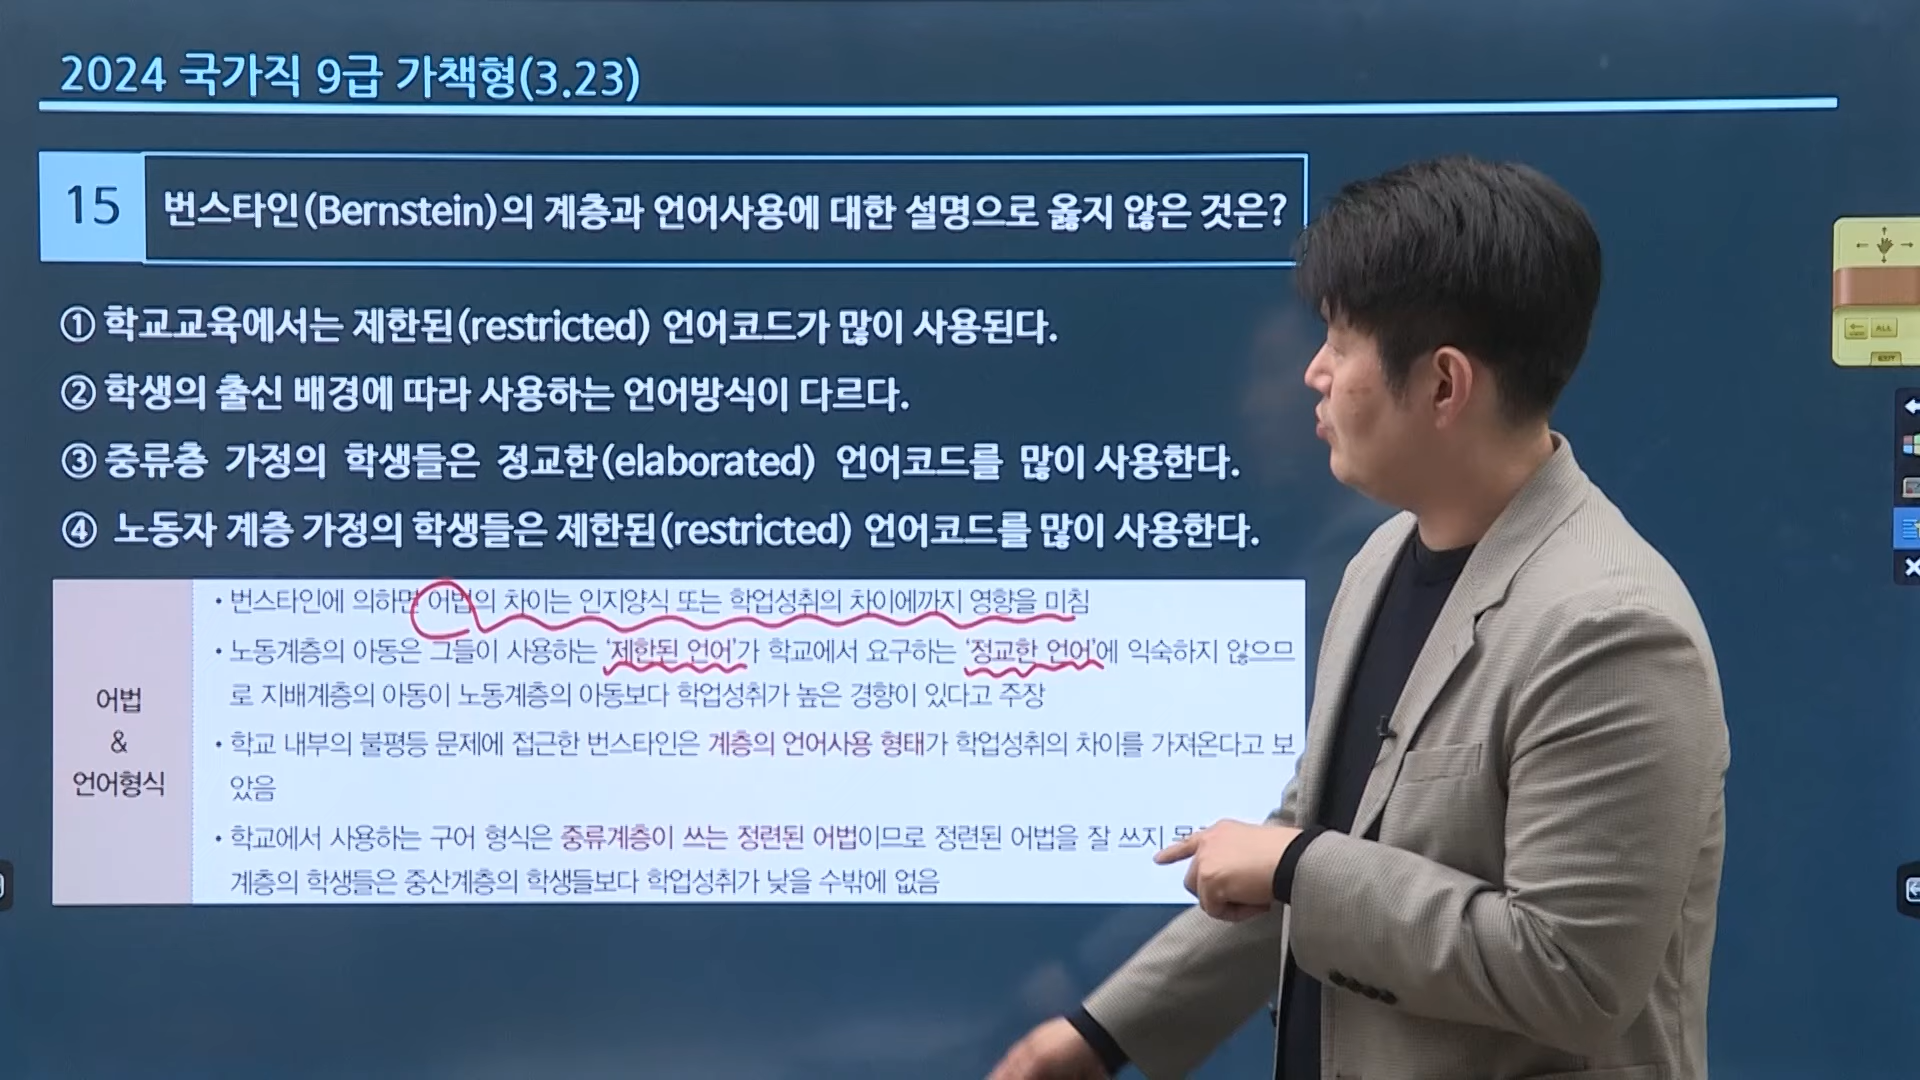 2024 국가직 9급 가책형(3.23)
15
번스타인(Bernstein)의 계층과 언어사용에 대한 설명으로 옳지 않은 것은?
① 학교교육에서는 제한된(restricted) 언어코드가 많이 사용된다.
② 학생의 출신 배경에 따라 사용하는 언어방식이 다르다.
③ 중류층 가정의 학생들은 정교한(elaborated) 언어코드를 많이 사용한다.
④ 노동자 계층 가정의 학생들은 제한된(restricted) 언어코드를 많이 사용한다.
어법
&
언어형식
• 번스타인에 의하면 어법의 차이는 인지양식 또는 학업성취의 차이에까지 영향을 미침
• 노동계층의 아동은 그들이 사용하는 '제한된 언어'가 학교에서 요구하는 '정교한 언어'에 익숙하지 않으므
로 지배계층의 아동이 노동계층의 아동보다 학업성취가 높은 경향이 있다고 주장
• 학교 내부의 불평등 문제에 접근한 번스타인은 계층의 언어사용 형태가 학업성취의 차이를 가져온다고 보
았음
• 학교에서 사용하는 구어 형식은 중류계층이 쓰는 정련된 어법이므로 정련된 어법을 잘 쓰지
계층의 학생들은 중산계층의 학생들보다 학업성취가 낮을 수밖에 없음
ALL
EXIT